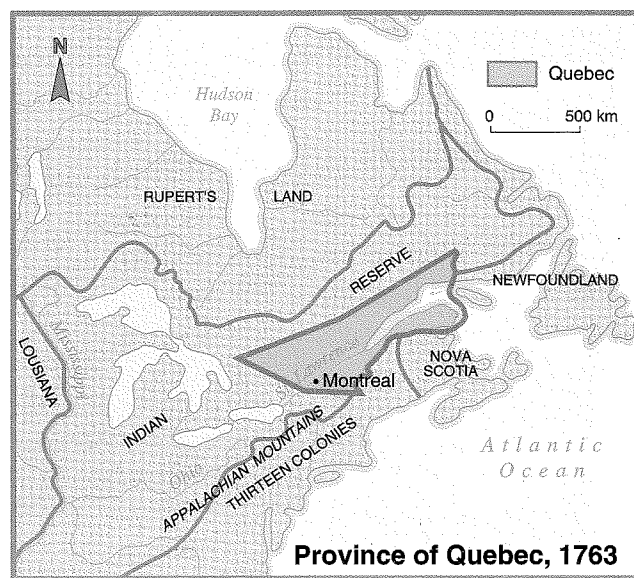 N
Hudson
Bay
Quebec
0 500 km
RUPERT'S LAND
RESERVE
NEWFOUNDLAND
LOUSIANA
Mississippi
Montreal
NOVA
SCOTIA
INDIAN
Ohio
APPALACHIAN MOUNTAINS
THIRTEEN COLONIES
Atlantic
Ocean
Province of Quebec, 1763